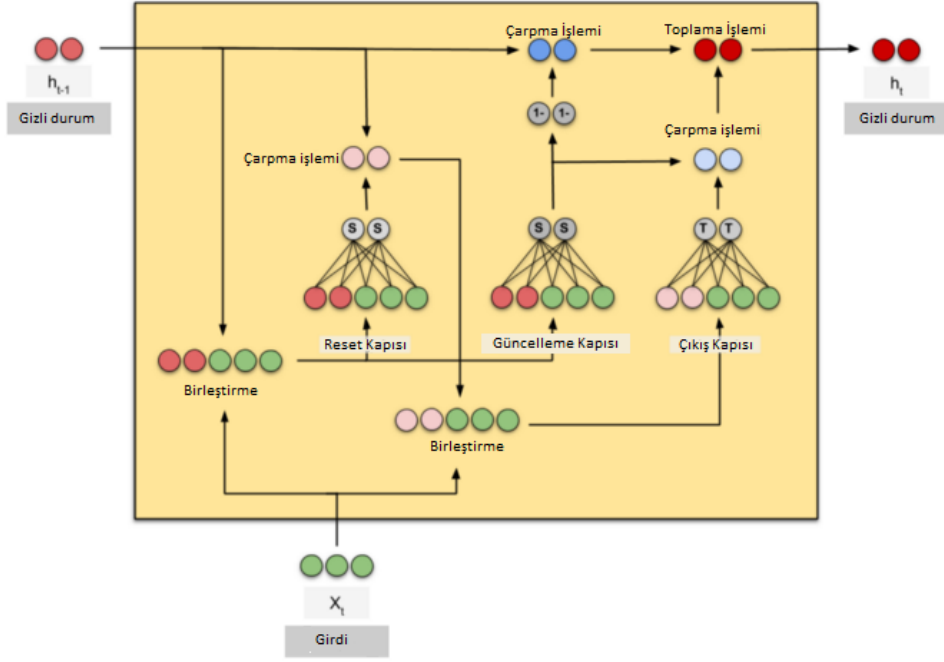 Çarpma İşlemi
Toplama İşlemi
h_{t-1}
Gizli durum
h_t
Gizli durum
1- 1-
Çarpma işlemi
Çarpma işlemi
S S
S S
T T
Reset Kapısı
Güncelleme Kapısı
Çıkış Kapısı
Birleştirme
Birleştirme
X_t
Girdi